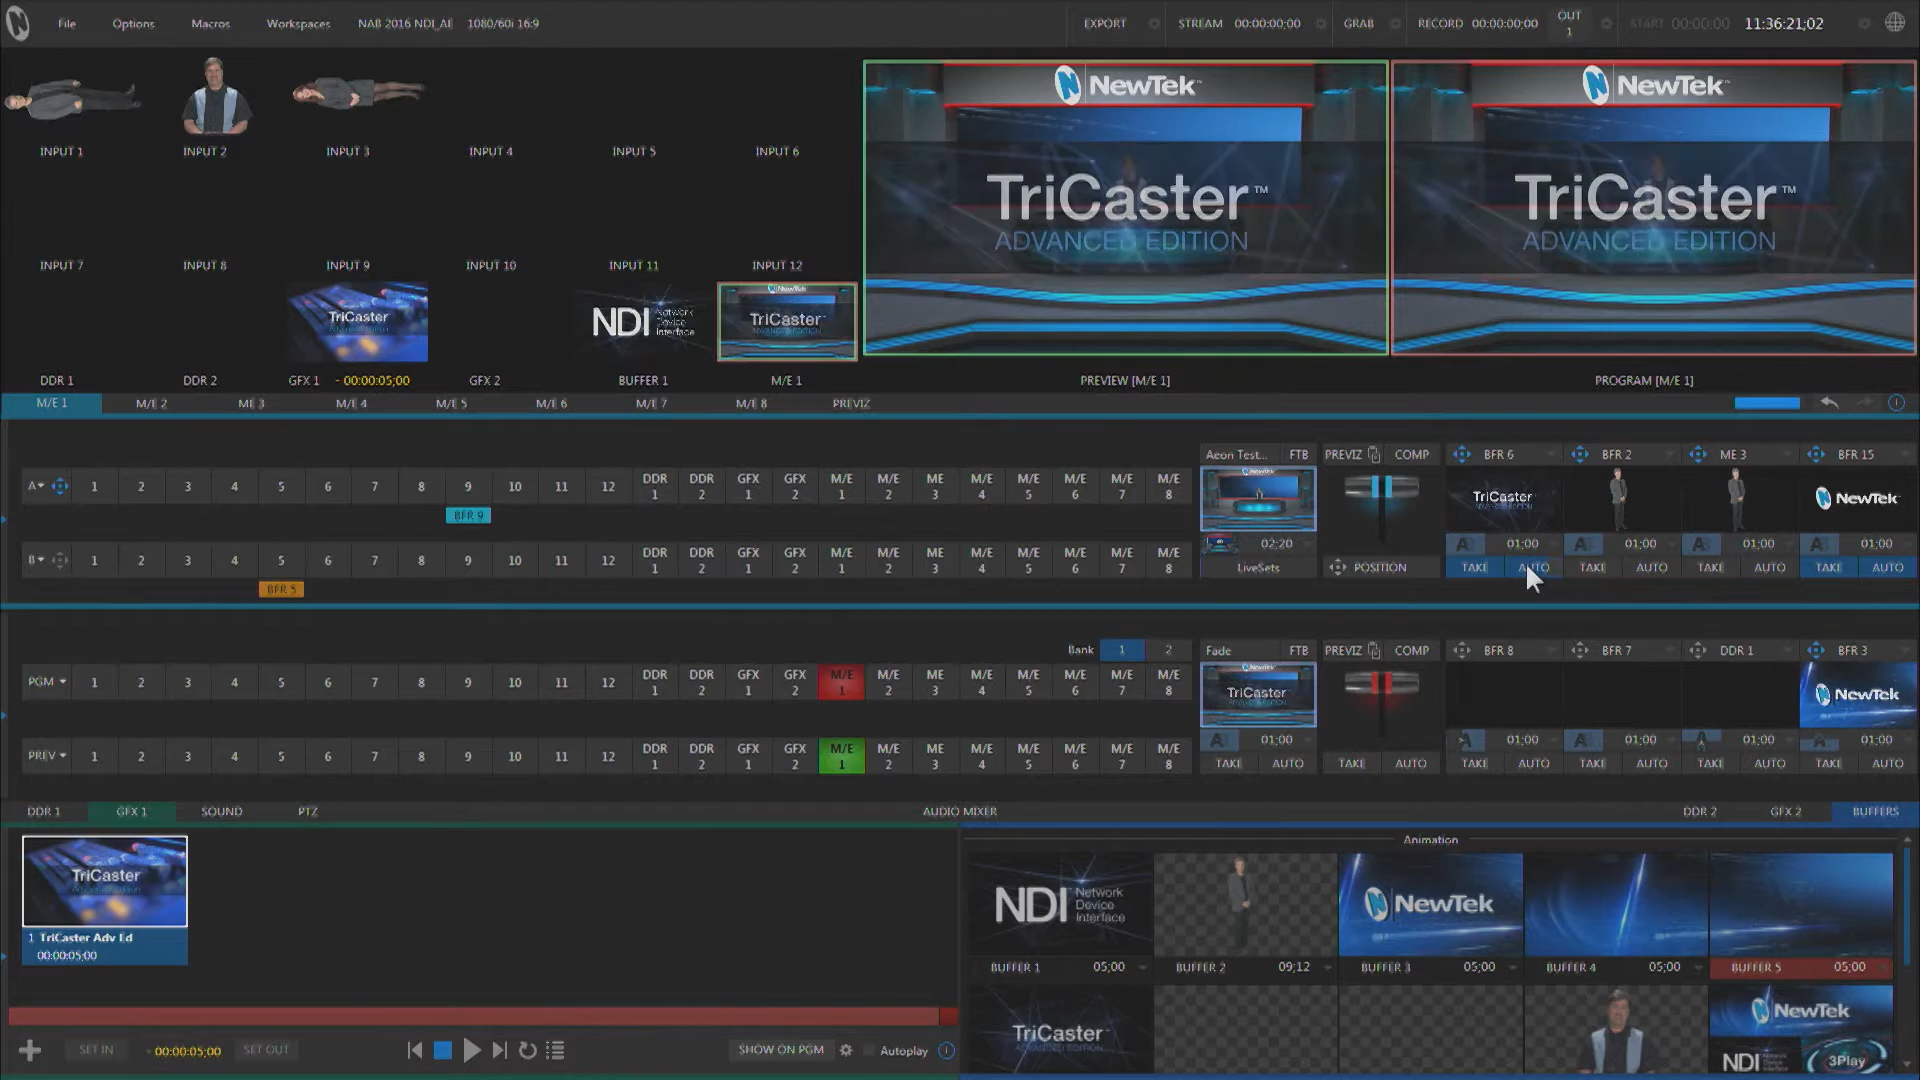 File Options Macros Workspaces NAB 2016 NDI_AE 1080/60i 16:9 EXPORT STREAM 00:00:00;00 GRAB RECORD 00:00:00;00 OUT 1 START 00:00:00 11:36:21;02
INPUT 1 INPUT 2 INPUT 3 INPUT 4 INPUT 5 INPUT 6
INPUT 7 INPUT 8 INPUT 9 INPUT 10 INPUT 11 INPUT 12
NewTek
TriCaster™
ADVANCED EDITION
NewTek
TriCaster™
ADVANCED EDITION
TriCaster
NDI Network Device Interface
NewTek
TriCaster
ADVANCED EDITION
DDR 1 DDR 2 GFX 1 - 00:00:05;00 GFX 2 BUFFER 1 M/E 1 PREVIEW [M/E 1] PROGRAM [M/E 1]
M/E 1 M/E 2 ME 3 M/E 4 M/E 5 M/E 6 M/E 7 M/E 8 PREVIZ
Aeon Test... FTB PREVIZ COMP BFR 6 BFR 2 ME 3 BFR 15
A 1 2 3 4 5 6 7 8 9 10 11 12 DDR 1 DDR 2 GFX 1 GFX 2 M/E 1 M/E 2 ME 3 M/E 4 M/E 5 M/E 6 M/E 7 M/E 8
NewTek
TriCaster
ADVANCED EDITION
NewTek
BFR 9
02:20 01;00 01;00 01;00 01;00
B 1 2 3 4 5 6 7 8 9 10 11 12 DDR 1 DDR 2 GFX 1 GFX 2 M/E 1 M/E 2 ME 3 M/E 4 M/E 5 M/E 6 M/E 7 M/E 8
LiveSets POSITION TAKE AUTO TAKE AUTO TAKE AUTO TAKE AUTO
BFR 5
Bank 1 2 Fade FTB PREVIZ COMP BFR 8 BFR 7 DDR 1 BFR 3
PGM 1 2 3 4 5 6 7 8 9 10 11 12 DDR 1 DDR 2 GFX 1 GFX 2 M/E 1 M/E 2 ME 3 M/E 4 M/E 5 M/E 6 M/E 7 M/E 8
NewTek
TriCaster
NewTek
01;00 01;00 01;00 01;00 01;00
PREV 1 2 3 4 5 6 7 8 9 10 11 12 DDR 1 DDR 2 GFX 1 GFX 2 M/E 1 M/E 2 ME 3 M/E 4 M/E 5 M/E 6 M/E 7 M/E 8
TAKE AUTO TAKE AUTO TAKE AUTO TAKE AUTO TAKE AUTO TAKE AUTO
DDR 1 GFX 1 SOUND PTZ AUDIO MIXER DDR 2 GFX 2 BUFFERS
Animation
TriCaster
1 TriCaster Adv Ed
00:00:05;00
NDI Network Device Interface
NewTek
BUFFER 1 05;00 BUFFER 2 09;12 BUFFER 3 05;00 BUFFER 4 05;00 BUFFER 5 05;00
TriCaster
ADVANCED EDITION
NewTek
NDI 3Play
SET IN - 00:00:05;00 SET OUT SHOW ON PGM Autoplay